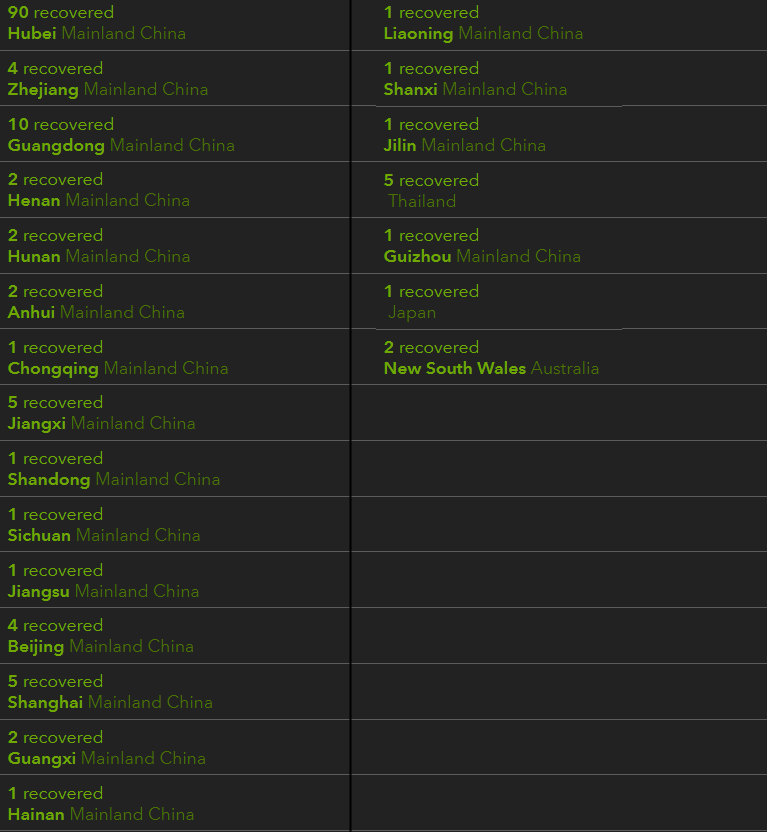 90 recovered
Hubei Mainland China
4 recovered
Zhejiang Mainland China
10 recovered
Guangdong Mainland China
2 recovered
Henan Mainland China
2 recovered
Hunan Mainland China
2 recovered
Anhui Mainland China
1 recovered
Chongqing Mainland China
5 recovered
Jiangxi Mainland China
1 recovered
Shandong Mainland China
1 recovered
Sichuan Mainland China
1 recovered
Jiangsu Mainland China
4 recovered
Beijing Mainland China
5 recovered
Shanghai Mainland China
2 recovered
Guangxi Mainland China
1 recovered
Hainan Mainland China
1 recovered
Liaoning Mainland China
1 recovered
Shanxi Mainland China
1 recovered
Jilin Mainland China
5 recovered
Thailand
1 recovered
Guizhou Mainland China
1 recovered
Japan
2 recovered
New South Wales Australia